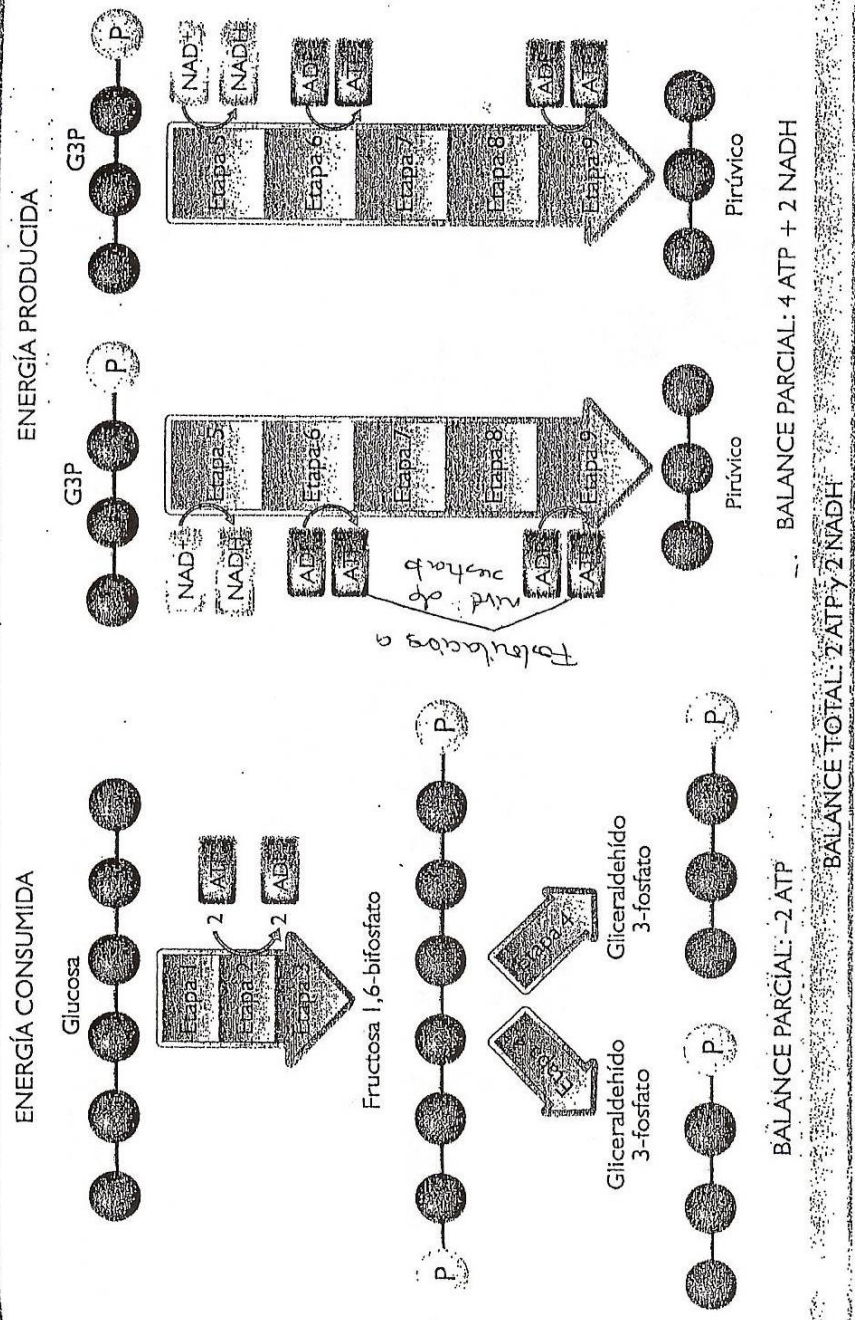 ENERGÍA CONSUMIDA
Glucosa
Etapa 1
Etapa 2
Etapa 3
2 ATP
2 ADP
Fructosa 1,6-bifosfato
P
P
Etapa 4
Etapa 4
Gliceraldehído
3-fosfato
Gliceraldehído
3-fosfato
P
P
BALANCE PARCIAL: -2 ATP
ENERGÍA PRODUCIDA
G3P
P
NAD+
NADH
ADP
ATP
ADP
ATP
Etapa 5
Etapa 6
Etapa 7
Etapa 8
Etapa 9
Fosforilación a
nivel de
sustrato
Pirúvico
G3P
P
Etapa 5
Etapa 6
Etapa 7
Etapa 8
Etapa 9
NAD+
NADH
ADP
ATP
ADP
ATP
Pirúvico
BALANCE PARCIAL: 4 ATP + 2 NADH
BALANCE TOTAL: 2 ATP y 2 NADH